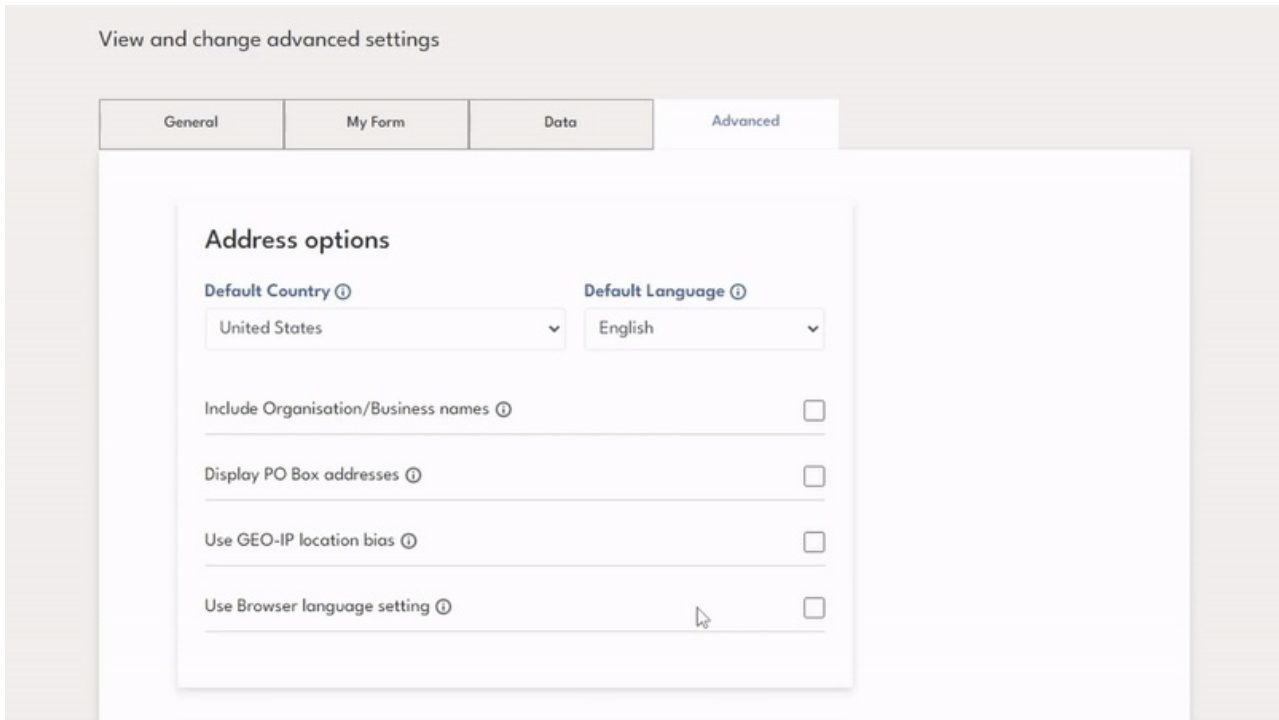 View and change advanced settings
General
My Form
Data
Advanced
Address options
Default Country
Default Language
United States
English
Include Organisation/Business names
Display PO Box addresses
Use GEO-IP location bias
Use Browser language setting